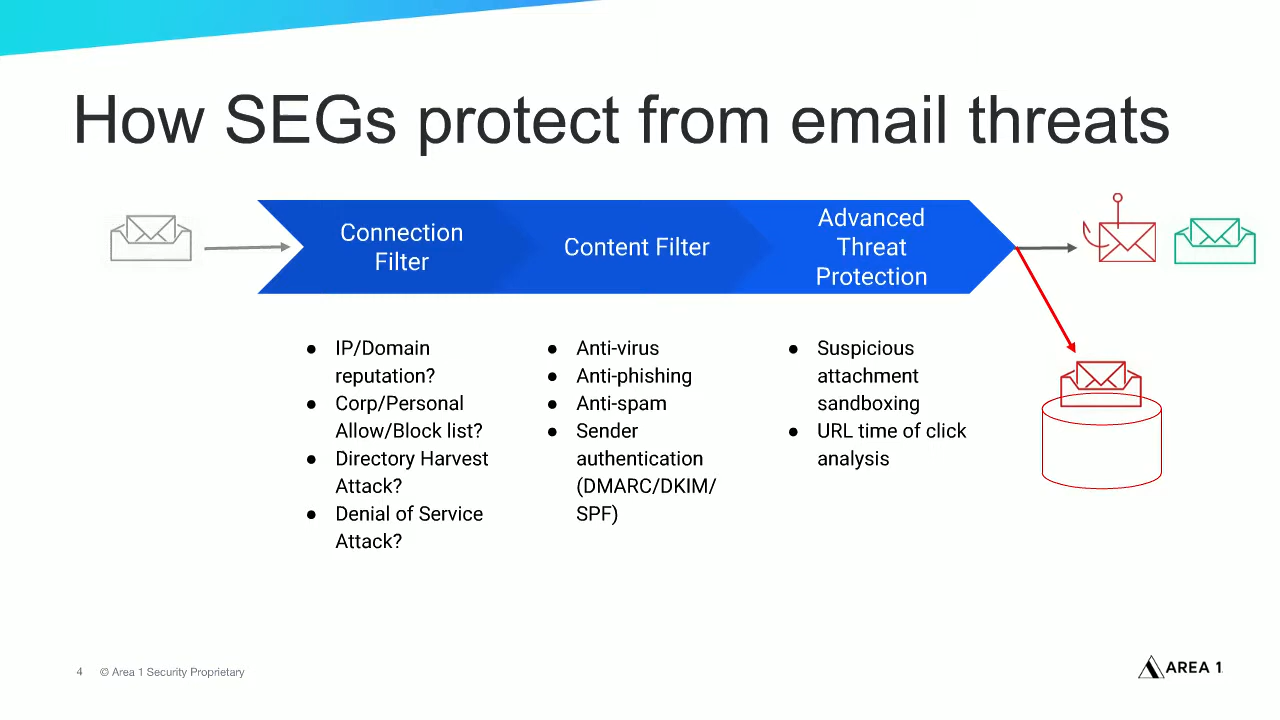 How SEGs protect from email threats
Connection
Filter
Content Filter
Advanced
Threat
Protection
● IP/Domain
reputation?
● Corp/Personal
Allow/Block list?
● Directory Harvest
Attack?
● Denial of Service
Attack?
● Anti-virus
● Anti-phishing
● Anti-spam
● Sender
authentication
(DMARC/DKIM/
SPF)
● Suspicious
attachment
sandboxing
● URL time of click
analysis
4 © Area 1 Security Proprietary
AREA 1